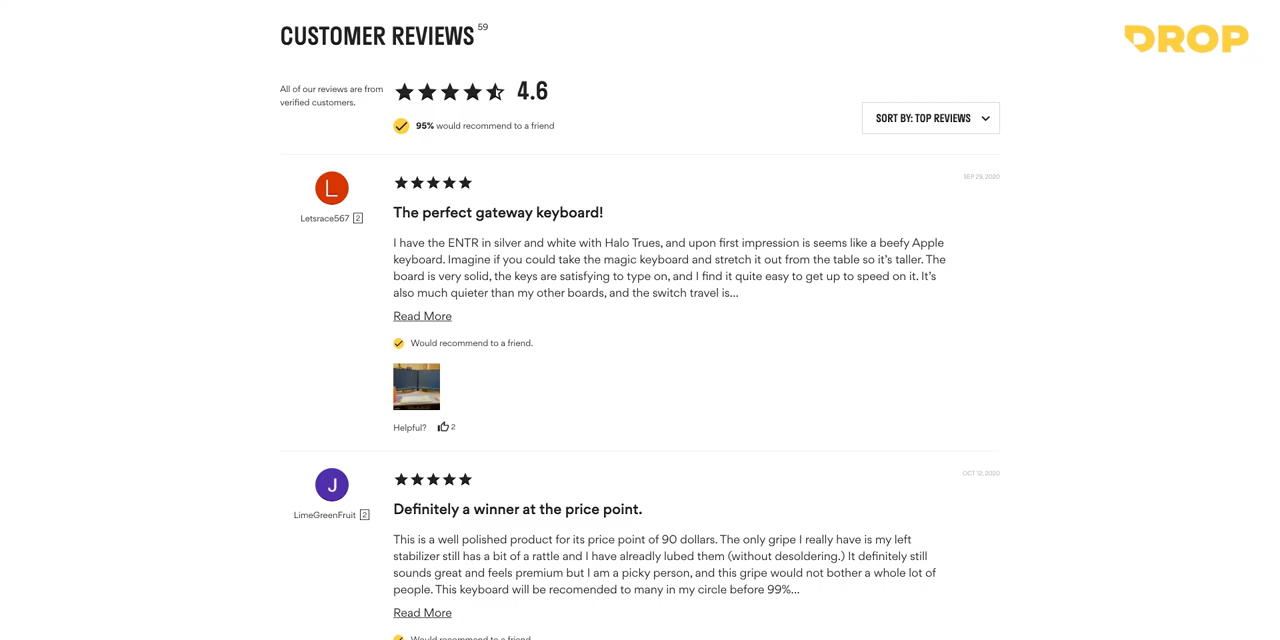 CUSTOMER REVIEWS 59
DROP
All of our reviews are from
verified customers.
4.6
95% would recommend to a friend
SORT BY: TOP REVIEWS
L
Letsrace567 2
SEP 29, 2020
The perfect gateway keyboard!
I have the ENTR in silver and white with Halo Trues, and upon first impression is seems like a beefy Apple
keyboard. Imagine if you could take the magic keyboard and stretch it out from the table so it's taller. The
board is very solid, the keys are satisfying to type on, and I find it quite easy to get up to speed on it. It's
also much quieter than my other boards, and the switch travel is...
Read More
Would recommend to a friend.
Helpful? 2
J
LimeGreenFruit 2
OCT 12, 2020
Definitely a winner at the price point.
This is a well polished product for its price point of 90 dollars. The only gripe I really have is my left
stabilizer still has a bit of a rattle and I have alreadly lubed them (without desoldering.) It definitely still
sounds great and feels premium but I am a picky person, and this gripe would not bother a whole lot of
people. This keyboard will be recomended to many in my circle before 99%...
Read More
Would recommend to a friend.